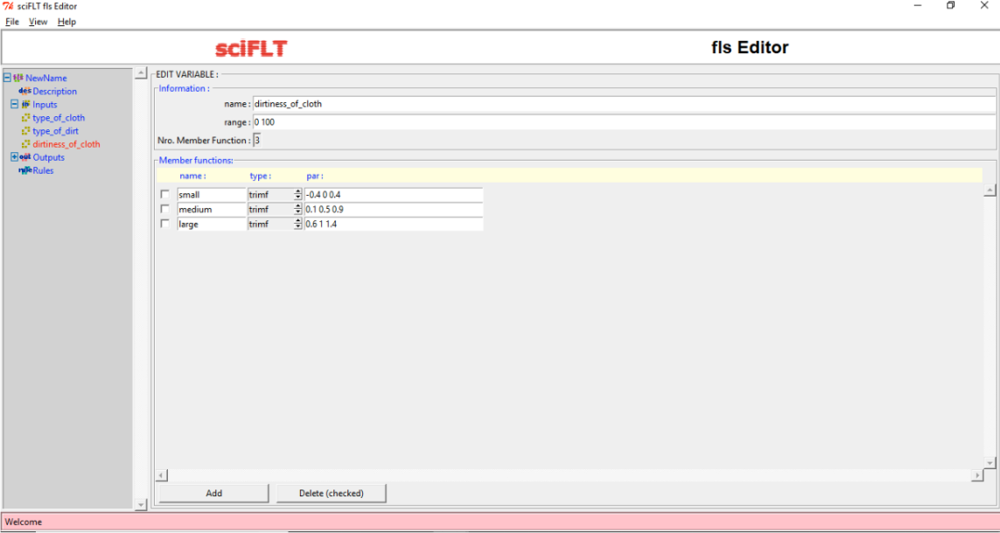 sciFLT fls Editor
File View Help
sciFLT fls Editor
NewName
des Description
Inputs
type_of_cloth
type_of_dirt
dirtiness_of_cloth
out Outputs
rule Rules
EDIT VARIABLE :
Information :
name : dirtiness_of_cloth
range : 0 100
Nro. Member Function : 3
Member functions:
name : type : par :
small trimf -0.4 0 0.4
medium trimf 0.1 0.5 0.9
large trimf 0.6 1 1.4
Add Delete (checked)
Welcome